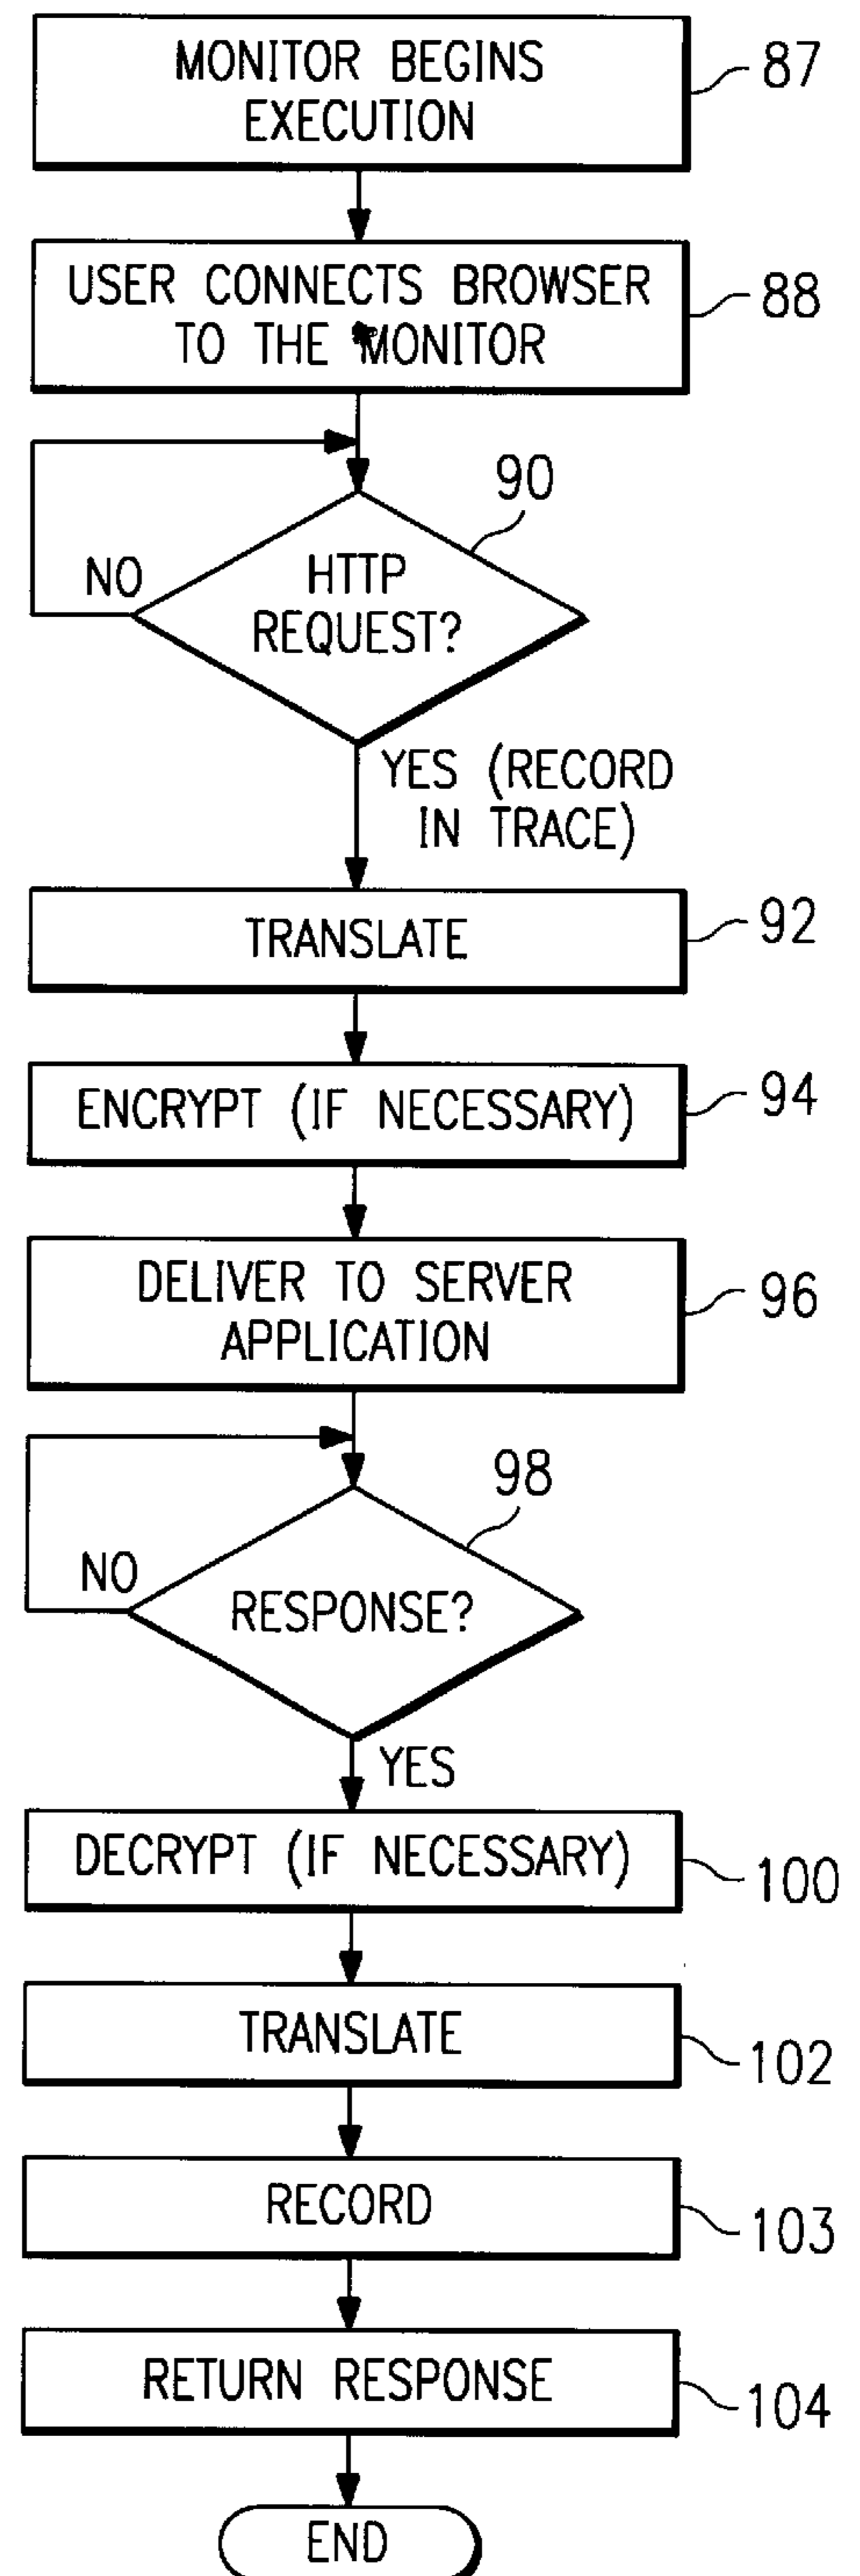 MONITOR BEGINS
EXECUTION
87
USER CONNECTS BROWSER
TO THE MONITOR
88
90
HTTP
REQUEST?
NO
YES (RECORD
IN TRACE)
TRANSLATE
92
ENCRYPT (IF NECESSARY)
94
DELIVER TO SERVER
APPLICATION
96
98
RESPONSE?
NO
YES
DECRYPT (IF NECESSARY)
100
TRANSLATE
102
RECORD
103
RETURN RESPONSE
104
END